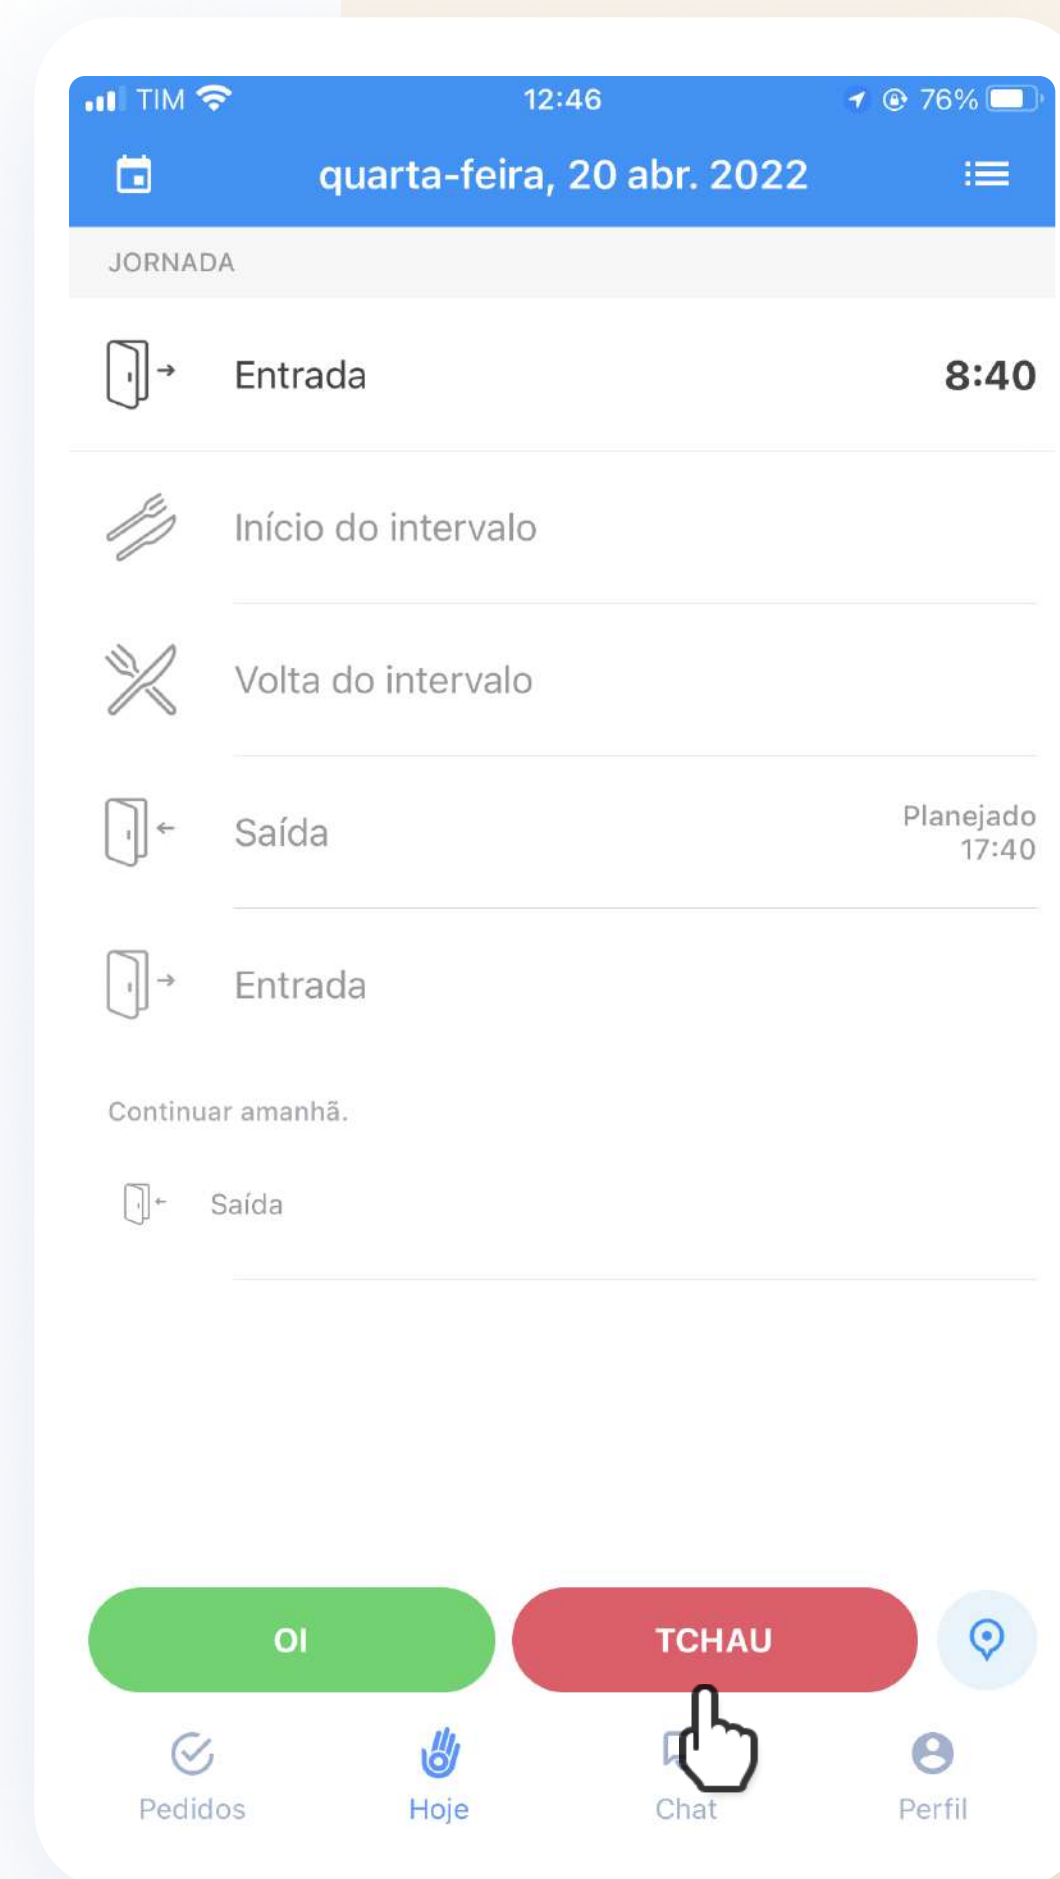 TIM 12:46 76%
quarta-feira, 20 abr. 2022
JORNADA
Entrada 8:40
Início do intervalo
Volta do intervalo
Saída Planejado
17:40
Entrada
Continuar amanhã.
Saída
OI TCHAU
Pedidos Hoje Chat Perfil